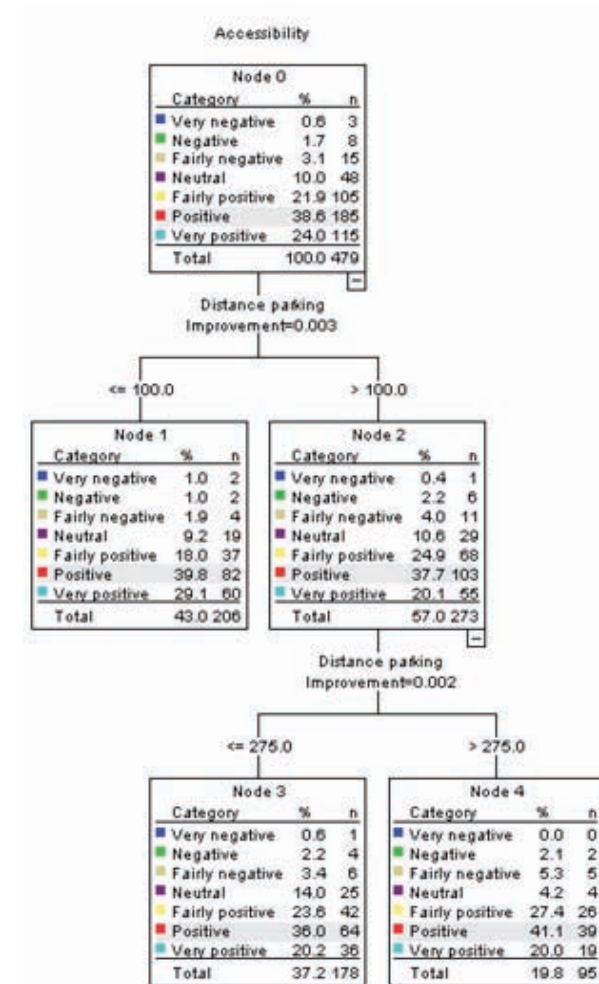 Accessibility
Node 0
Category % n
Very negative 0.6 3
Negative 1.7 8
Fairly negative 3.1 15
Neutral 10.0 48
Fairly positive 21.9 105
Positive 38.6 185
Very positive 24.0 115
Total 100.0 479
Distance parking
Improvement=0.003
<= 100.0
> 100.0
Node 1
Category % n
Very negative 1.0 2
Negative 1.0 2
Fairly negative 1.9 4
Neutral 9.2 19
Fairly positive 18.0 37
Positive 39.8 82
Very positive 29.1 60
Total 43.0 206
Node 2
Category % n
Very negative 0.4 1
Negative 2.2 6
Fairly negative 4.0 11
Neutral 10.6 29
Fairly positive 24.9 68
Positive 37.7 103
Very positive 20.1 55
Total 57.0 273
Distance parking
Improvement=0.002
<= 275.0
> 275.0
Node 3
Category % n
Very negative 0.6 1
Negative 2.2 4
Fairly negative 3.4 6
Neutral 14.0 25
Fairly positive 23.6 42
Positive 36.0 64
Very positive 20.2 36
Total 37.2 178
Node 4
Category % n
Very negative 0.0 0
Negative 2.1 2
Fairly negative 5.3 5
Neutral 4.2 4
Fairly positive 27.4 26
Positive 41.1 39
Very positive 20.0 19
Total 19.8 95